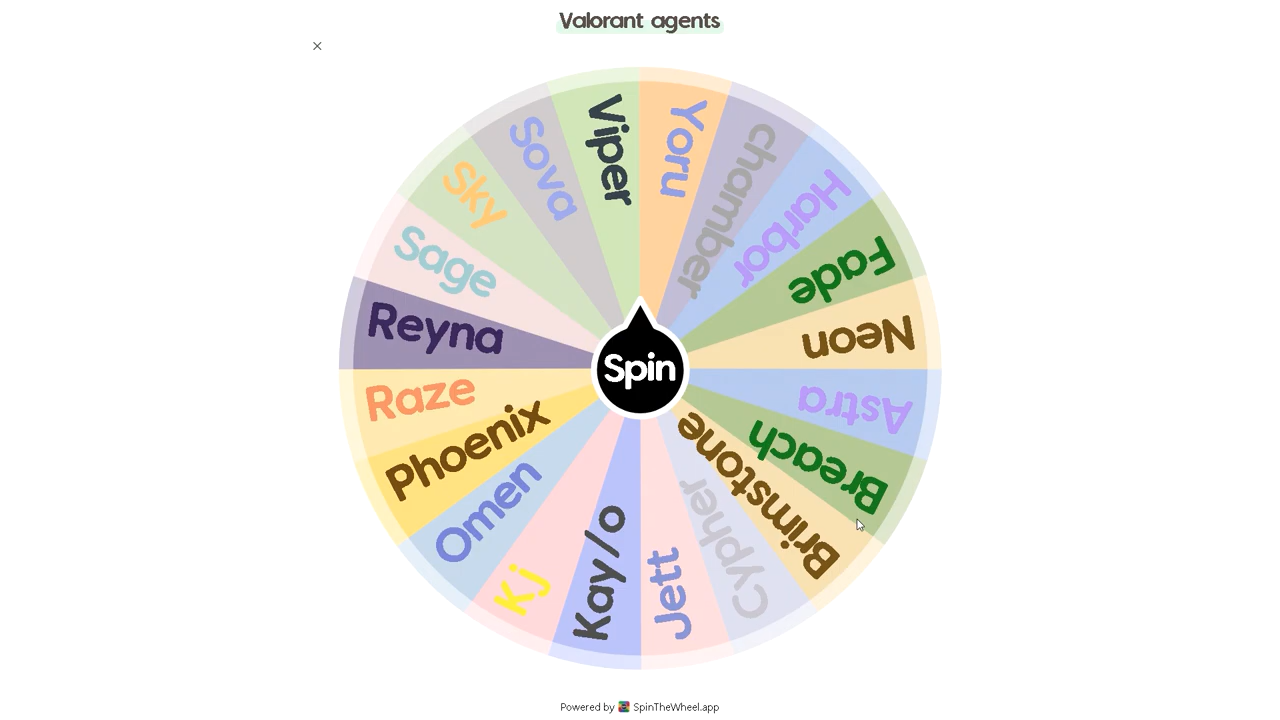 Valorant agents
Yoru
chamber
Harbor
Fade
Neon
Astra
Breach
Brimstone
Cypher
Jett
Kay/o
Kj
Omen
Phoenix
Raze
Reyna
Sage
Sky
Sova
Viper
Spin
Powered by SpinTheWheel.app